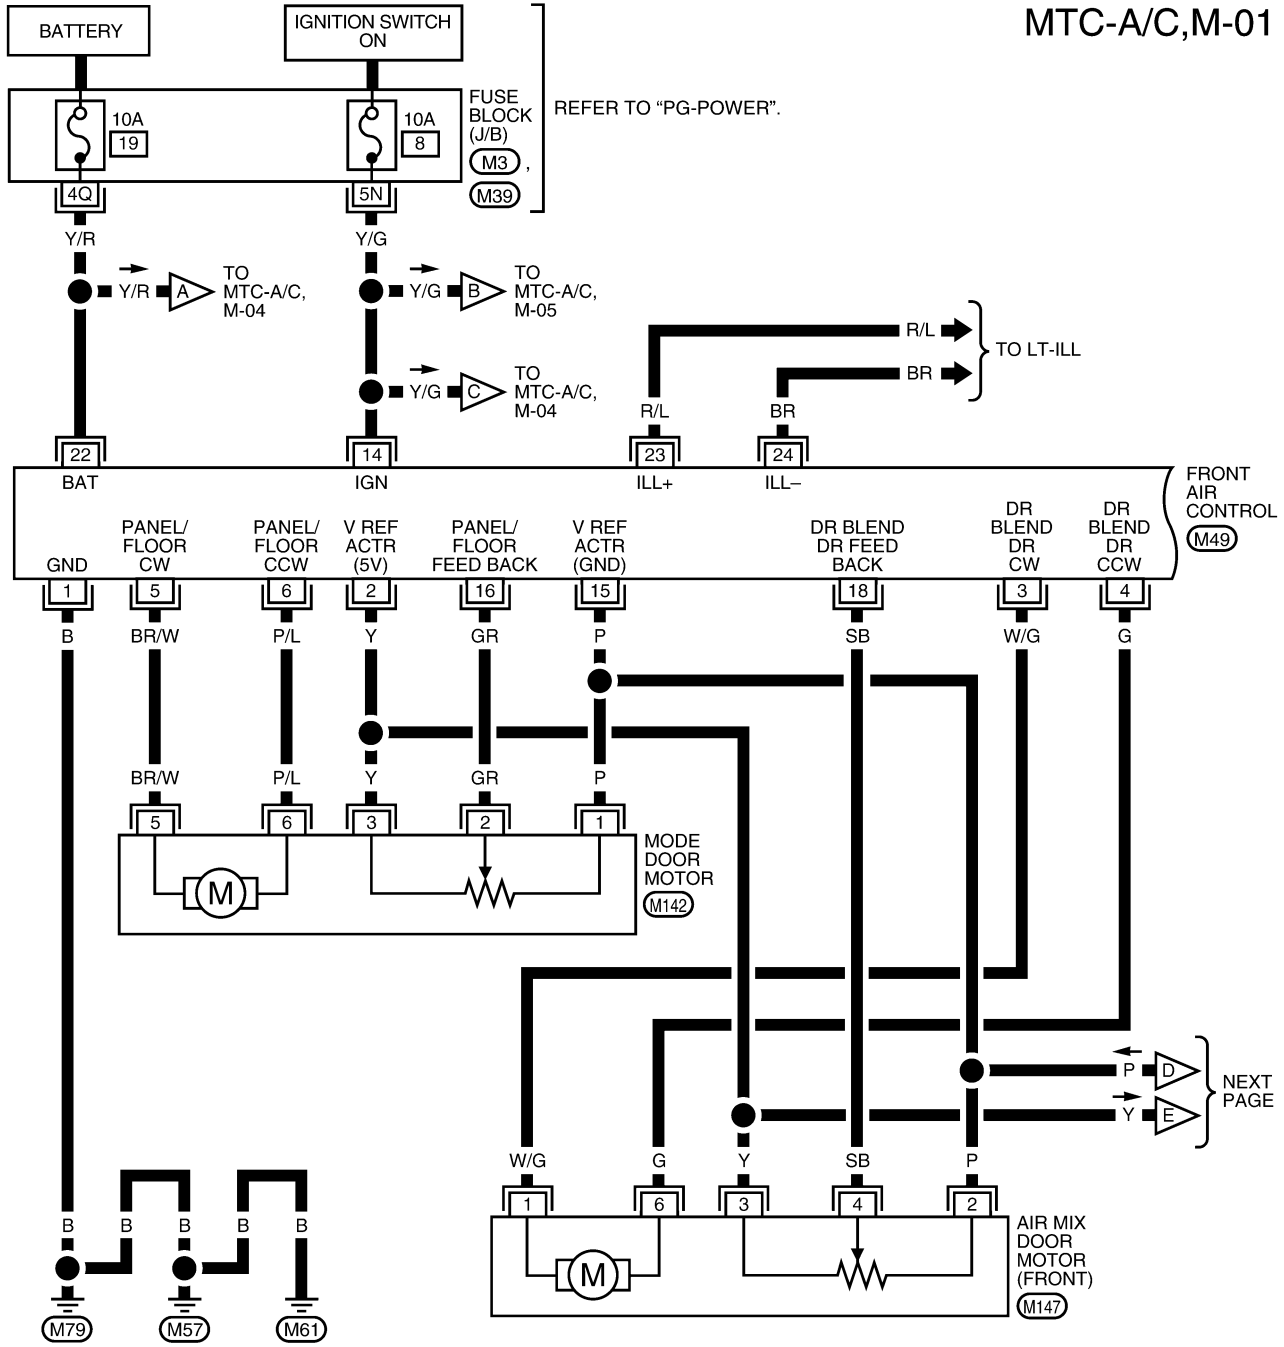 MTC-A/C,M-01
BATTERY
IGNITION SWITCH
ON
10A
19
10A
8
FUSE
BLOCK
(J/B)
M3 ,
M39
REFER TO “PG-POWER”.
4Q
5N
Y/R
Y/G
Y/R
A
TO
MTC-A/C,
M-04
Y/G
B
TO
MTC-A/C,
M-05
Y/G
C
TO
MTC-A/C,
M-04
R/L
BR
TO LT-ILL
R/L
BR
22
14
23
24
BAT
IGN
ILL+
ILL–
FRONT
AIR
CONTROL
M49
GND
PANEL/
FLOOR
CW
PANEL/
FLOOR
CCW
V REF
ACTR
(5V)
PANEL/
FLOOR
FEED BACK
V REF
ACTR
(GND)
DR BLEND
DR FEED
BACK
DR
BLEND
DR
CW
DR
BLEND
DR
CCW
1
5
6
2
16
15
18
3
4
B
BR/W
P/L
Y
GR
P
SB
W/G
G
BR/W
P/L
Y
GR
P
5
6
3
2
1
M
MODE
DOOR
MOTOR
M142
P
D
Y
E
NEXT
PAGE
W/G
G
Y
SB
P
1
6
3
4
2
M
AIR MIX
DOOR
MOTOR
(FRONT)
M147
B
B
B
B
B
M79
M57
M61